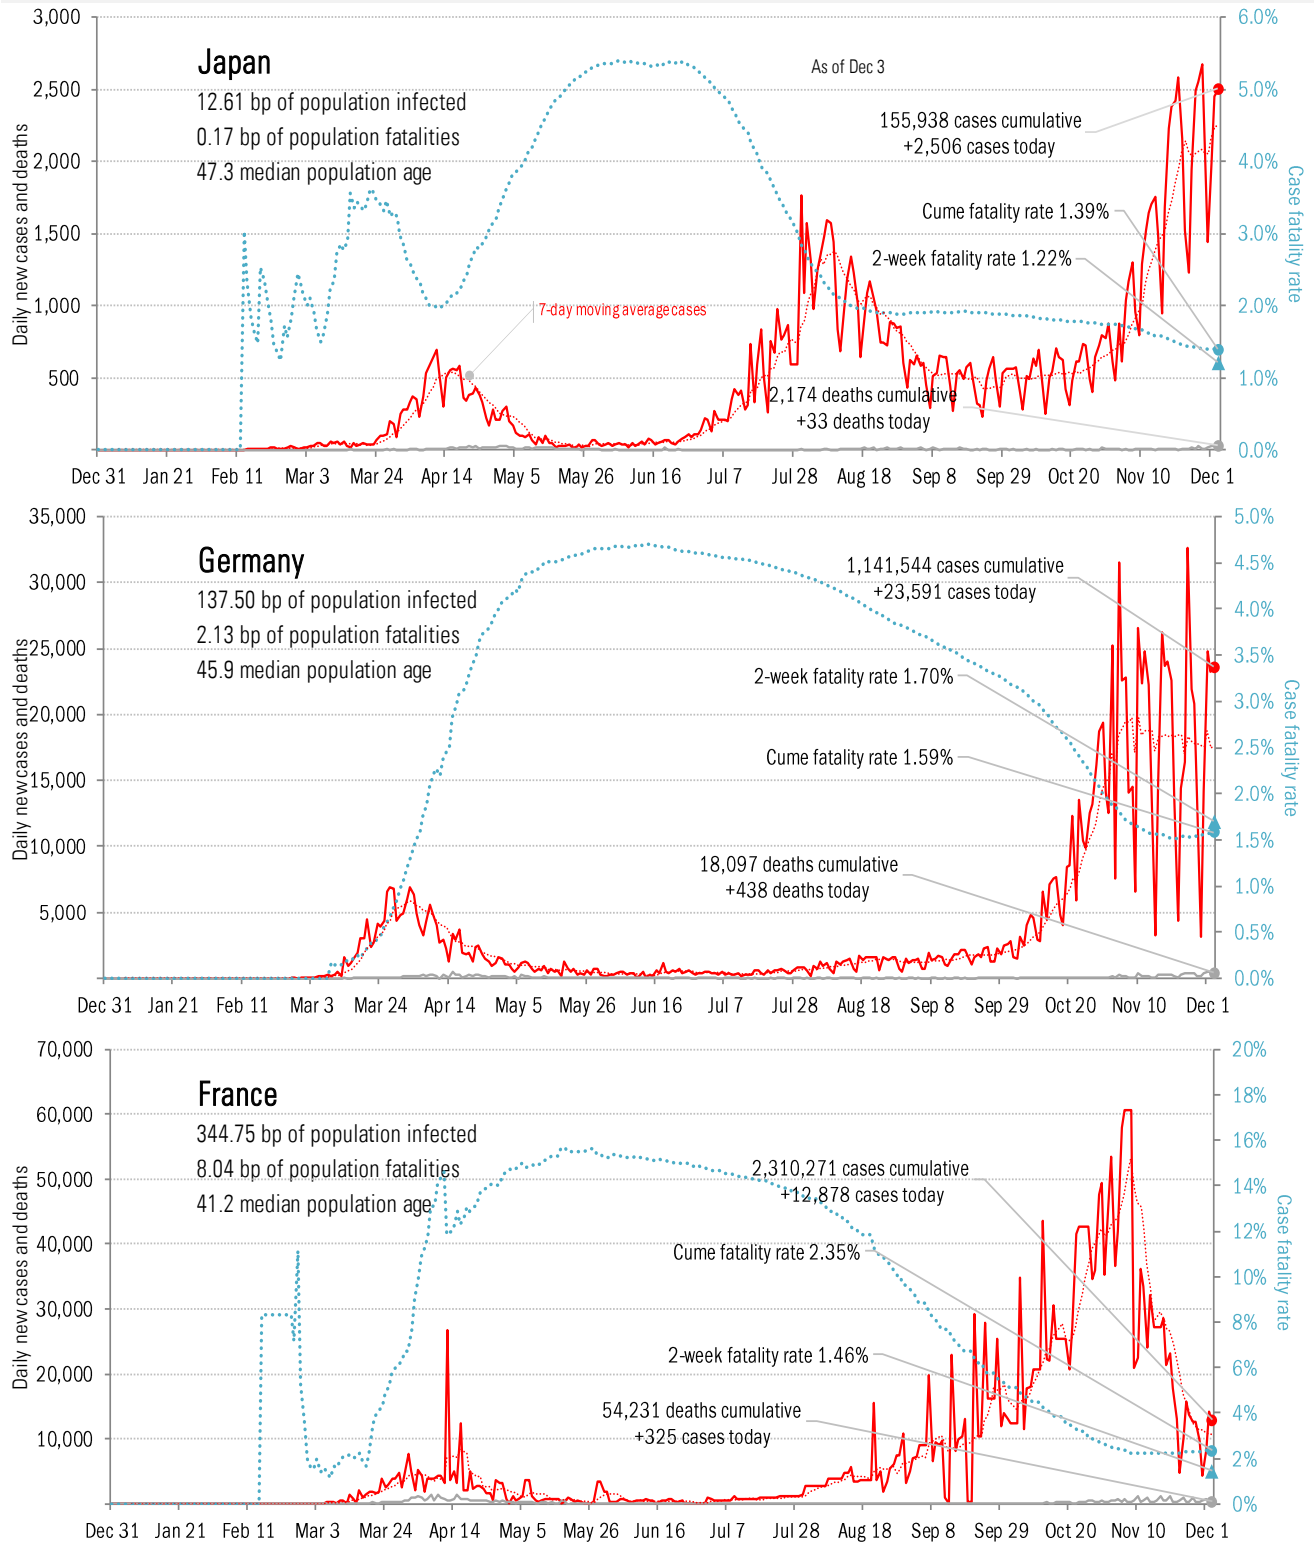 3,000
6.0%
Japan
As of Dec 3
12.61 bp of population infected
2,500
5.0%
155,938 cases cumulative
+2,506 cases today
0.17 bp of population fatalities
47.3 median population age
2,000
4.0%
Cume fatality rate 1.39%
1,500
3.0%
2-week fatality rate 1.22%
1,000
2.0%
7-day moving average cases
500
1.0%
2,174 deaths cumulative
+33 deaths today
0.0%
Daily new cases and deaths
Case fatality rate
Dec 31 Jan 21 Feb 11 Mar 3 Mar 24 Apr 14 May 5 May 26 Jun 16 Jul 7 Jul 28 Aug 18 Sep 8 Sep 29 Oct 20 Nov 10 Dec 1
35,000
5.0%
Germany
1,141,544 cases cumulative
+23,591 cases today
4.5%
30,000
137.50 bp of population infected
4.0%
2.13 bp of population fatalities
25,000
3.5%
45.9 median population age
2-week fatality rate 1.70%
3.0%
20,000
2.5%
Cume fatality rate 1.59%
15,000
2.0%
10,000
1.5%
18,097 deaths cumulative
+438 deaths today
1.0%
5,000
0.5%
0.0%
Daily new cases and deaths
Case fatality rate
Dec 31 Jan 21 Feb 11 Mar 3 Mar 24 Apr 14 May 5 May 26 Jun 16 Jul 7 Jul 28 Aug 18 Sep 8 Sep 29 Oct 20 Nov 10 Dec 1
70,000
20%
France
18%
60,000
344.75 bp of population infected
16%
8.04 bp of population fatalities
2,310,271 cases cumulative
+12,878 cases today
50,000
14%
41.2 median population age
12%
40,000
Cume fatality rate 2.35%
10%
30,000
8%
2-week fatality rate 1.46%
20,000
6%
54,231 deaths cumulative
+325 cases today
4%
10,000
2%
0%
Daily new cases and deaths
Case fatality rate
Dec 31 Jan 21 Feb 11 Mar 3 Mar 24 Apr 14 May 5 May 26 Jun 16 Jul 7 Jul 28 Aug 18 Sep 8 Sep 29 Oct 20 Nov 10 Dec 1